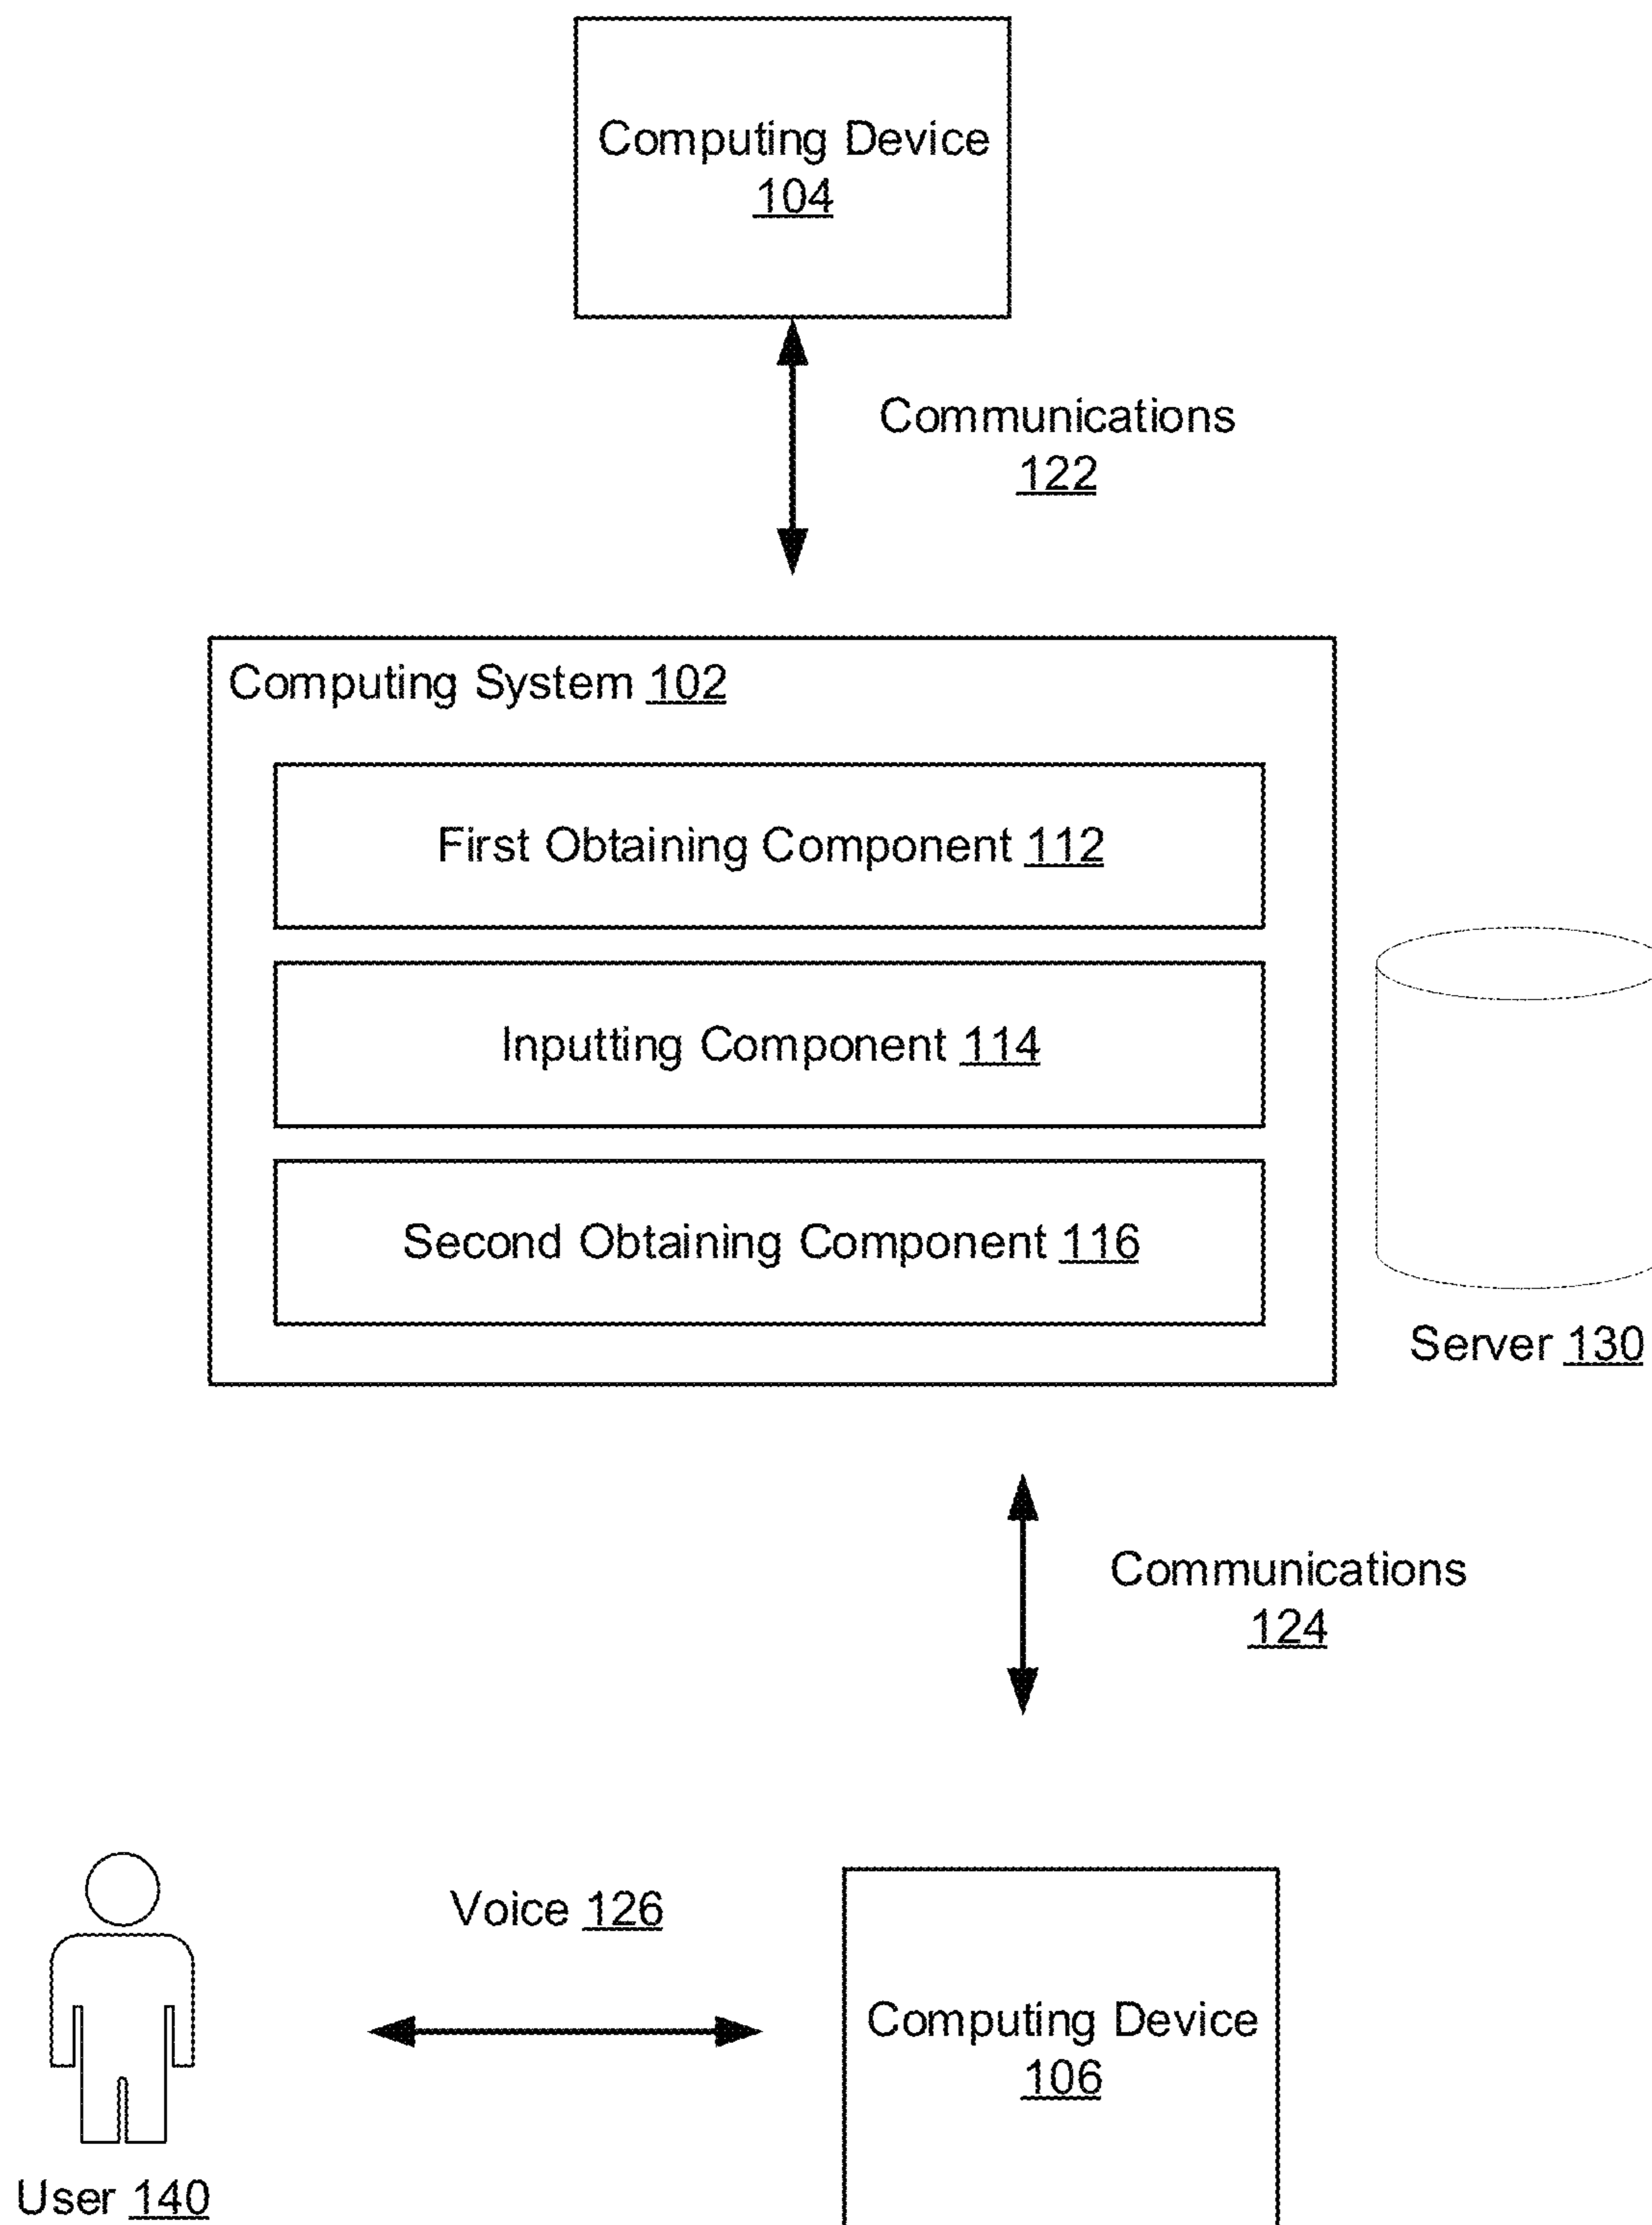 Computing Device
104
Communications
122
Computing System 102
First Obtaining Component 112
Inputting Component 114
Second Obtaining Component 116
Server 130
Communications
124
Voice 126
Computing Device
106
User 140